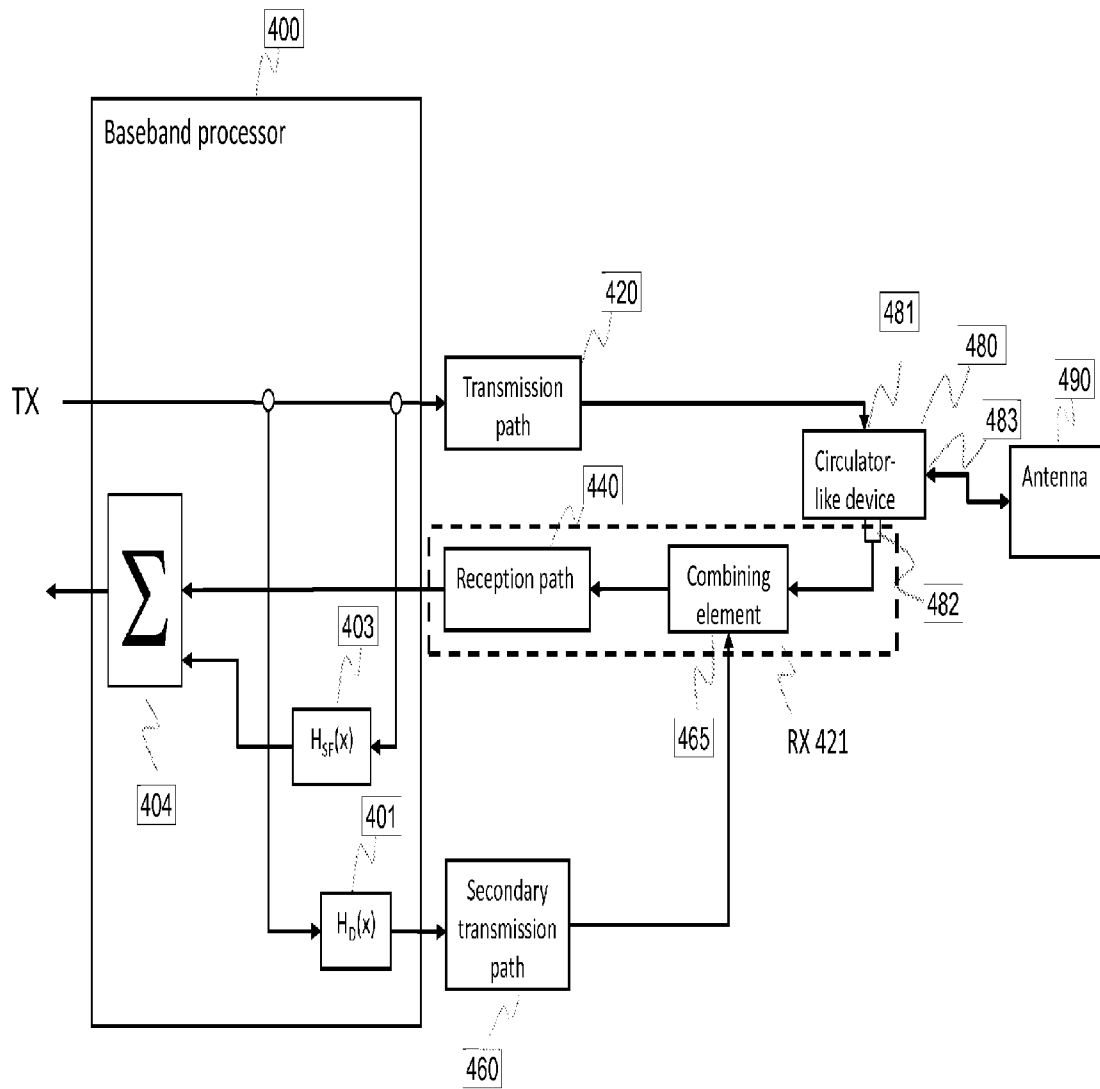 400
Baseband processor
420
481
480
490
TX
Transmission
path
483
Circulator-
like device
Antenna
440
Σ
Reception path
Combining
element
482
403
H_SF(x)
465
RX 421
404
401
H_D(x)
Secondary
transmission
path
460